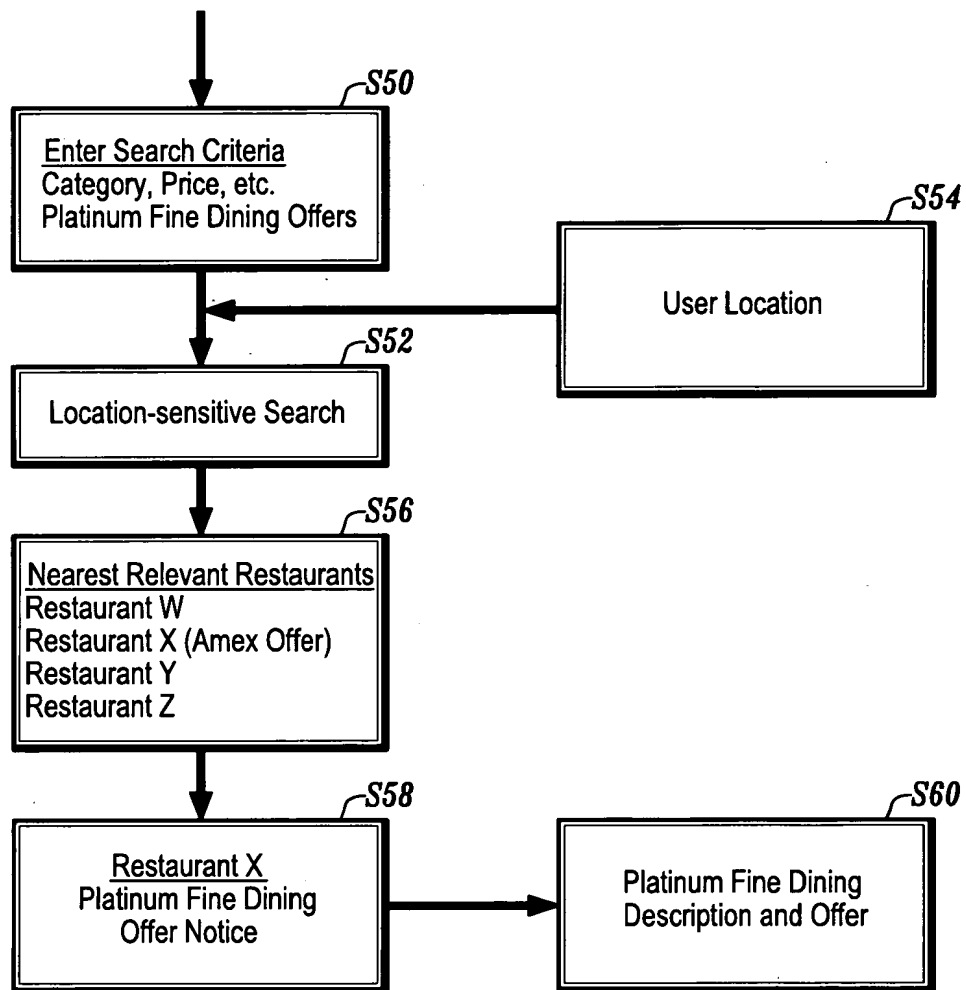 S50
Enter Search Criteria
Category, Price, etc.
Platinum Fine Dining Offers
S54
User Location
S52
Location-sensitive Search
S56
Nearest Relevant Restaurants
Restaurant W
Restaurant X (Amex Offer)
Restaurant Y
Restaurant Z
S58
Restaurant X
Platinum Fine Dining
Offer Notice
S60
Platinum Fine Dining
Description and Offer